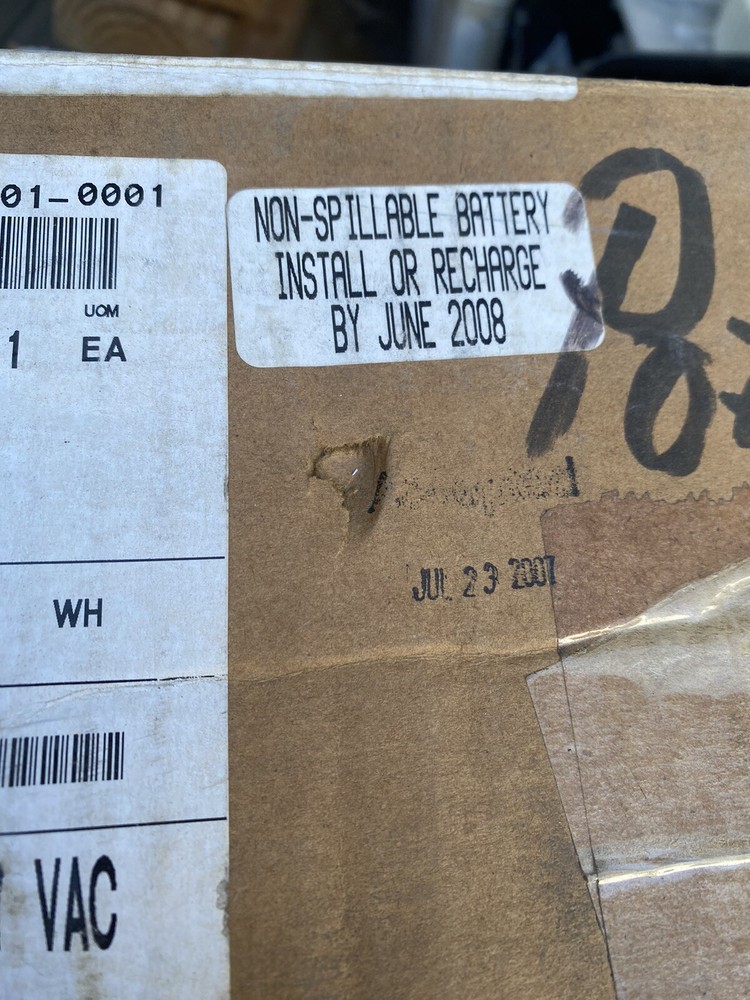 01-0001
NON-SPILLABLE BATTERY
INSTALL OR RECHARGE
BY JUNE 2008
UOM
1 EA
JUL 23 2007
WH
VAC